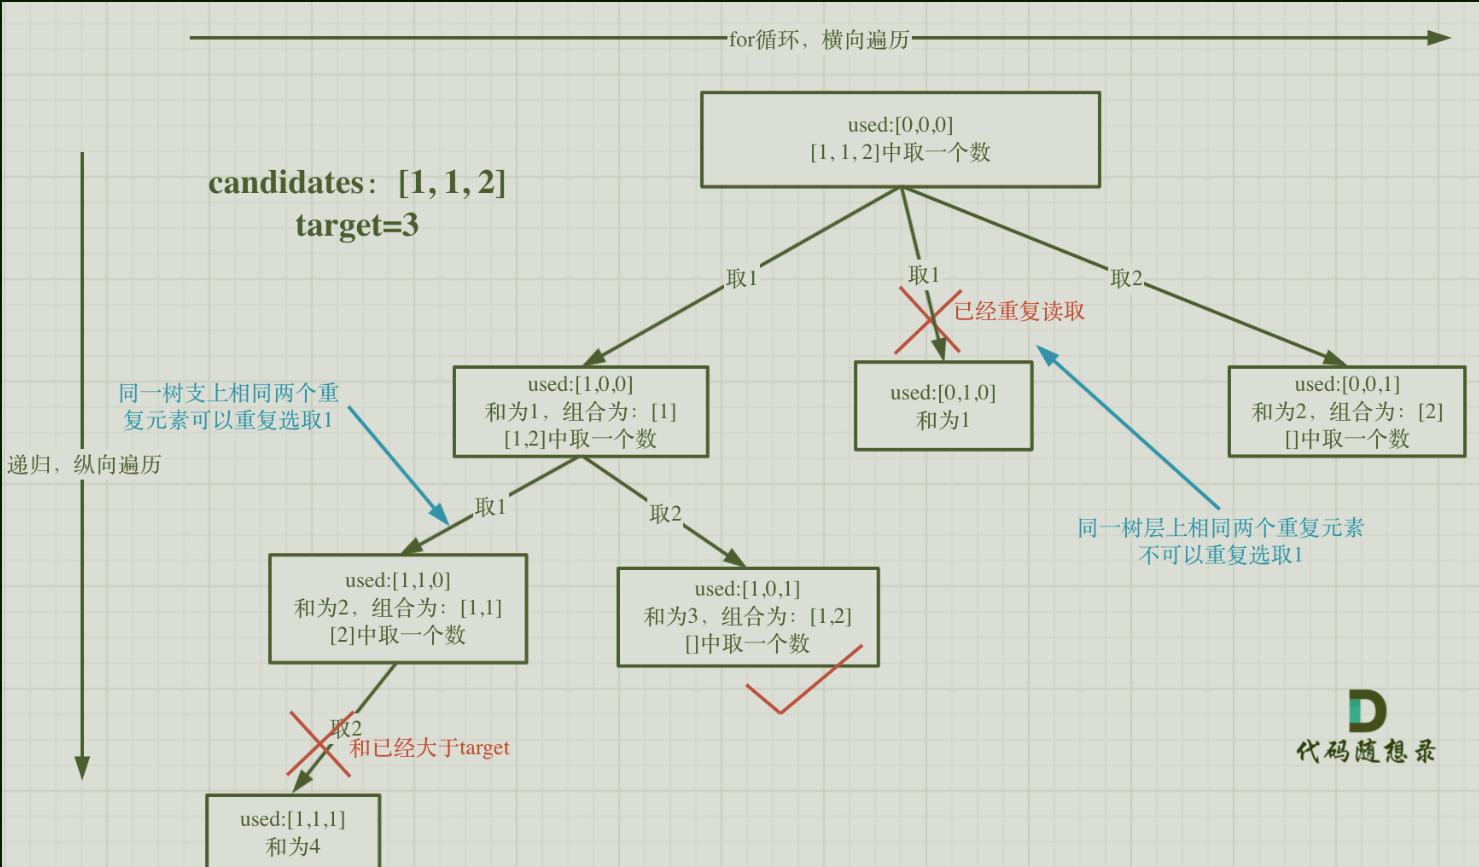 for循环，横向遍历
used:[0,0,0]
[1, 1, 2]中取一个数
candidates：[1, 1, 2]
target=3
取1
取1
取2
已经重复读取
同一树支上相同两个重
复元素可以重复选取1
used:[1,0,0]
和为1，组合为：[1]
[1,2]中取一个数
used:[0,1,0]
和为1
used:[0,0,1]
和为2，组合为：[2]
[]中取一个数
递归，纵向遍历
取1
取2
同一树层上相同两个重复元素
不可以重复选取1
used:[1,1,0]
和为2，组合为：[1,1]
[2]中取一个数
used:[1,0,1]
和为3，组合为：[1,2]
[]中取一个数
取2
和已经大于target
代码随想录
used:[1,1,1]
和为4